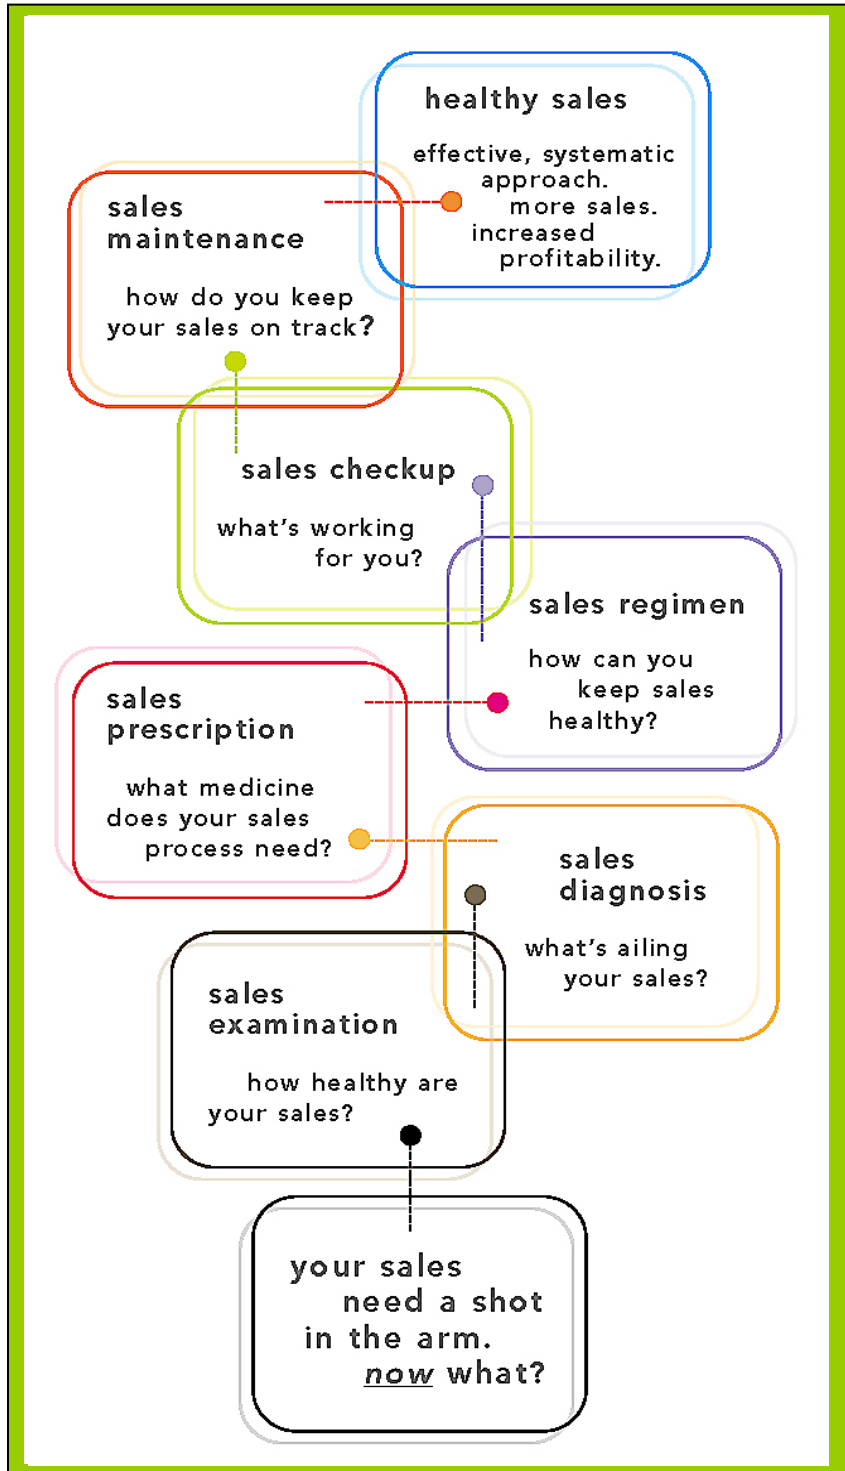 healthy sales
effective, systematic
approach.
more sales.
increased
profitability.
sales
maintenance
how do you keep
your sales on track?
sales checkup
what's working
for you?
sales regimen
how can you
keep sales
healthy?
sales
prescription
what medicine
does your sales
process need?
sales
diagnosis
what's ailing
your sales?
sales
examination
how healthy are
your sales?
your sales
need a shot
in the arm.
now what?